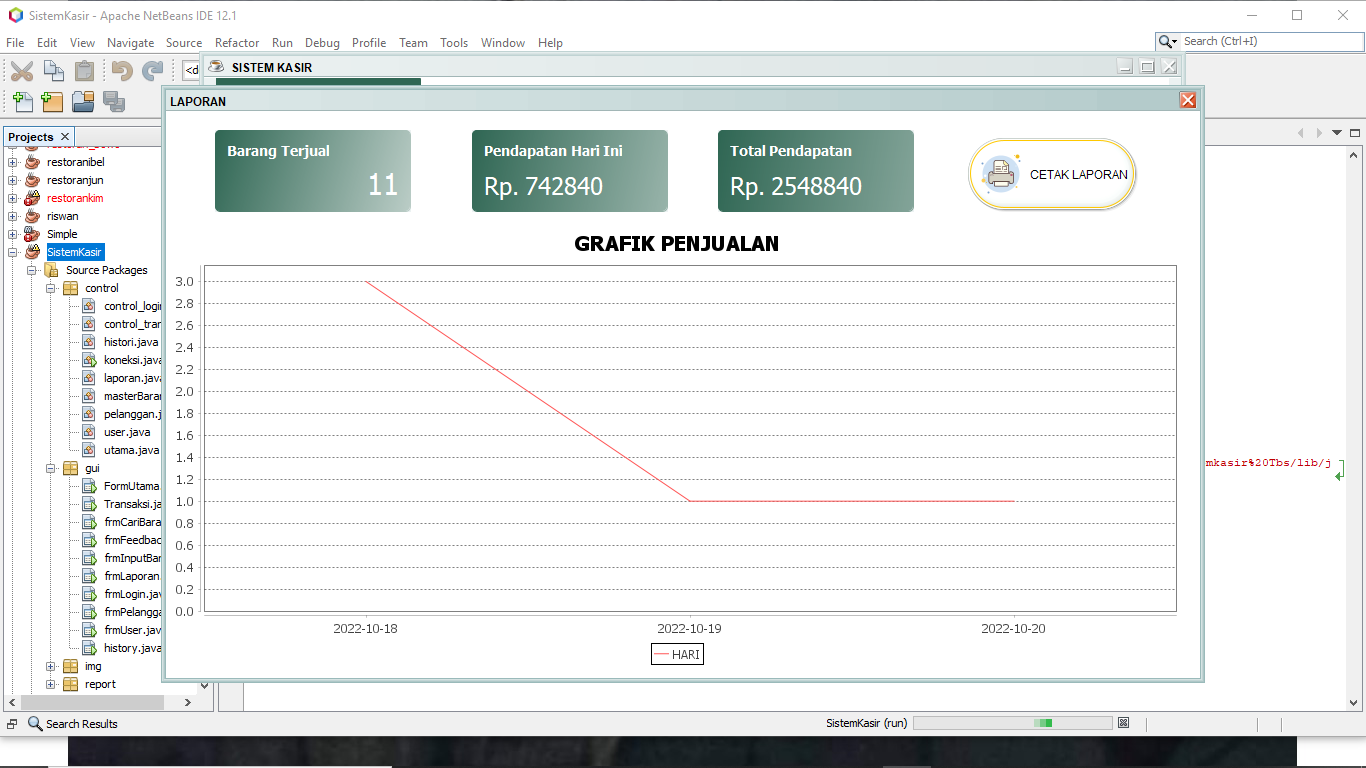 SistemKasir - Apache NetBeans IDE 12.1
File Edit View Navigate Source Refactor Run Debug Profile Team Tools Window Help
Search (Ctrl+I)
<d
SISTEM KASIR
LAPORAN
Projects
restoranibel
restoranjun
restorankim
riswan
Simple
SistemKasir
Source Packages
control
control_login
control_tran
histori.java
koneksi.java
laporan.java
masterBaran
pelanggan.j
user.java
utama.java
gui
FormUtama.
Transaksi.ja
frmCariBara
frmFeedbac
frmInputBar
frmLaporan.
frmLogin.jav
frmPelangga
frmUser.jav
history.java
img
report
Barang Terjual
11
Pendapatan Hari Ini
Rp. 742840
Total Pendapatan
Rp. 2548840
CETAK LAPORAN
GRAFIK PENJUALAN
3.0
2.8
2.6
2.4
2.2
2.0
1.8
1.6
1.4
1.2
1.0
0.8
0.6
0.4
0.2
0.0
2022-10-18 2022-10-19 2022-10-20
HARI
mkasir%20Tbs/lib/j
Search Results
SistemKasir (run)